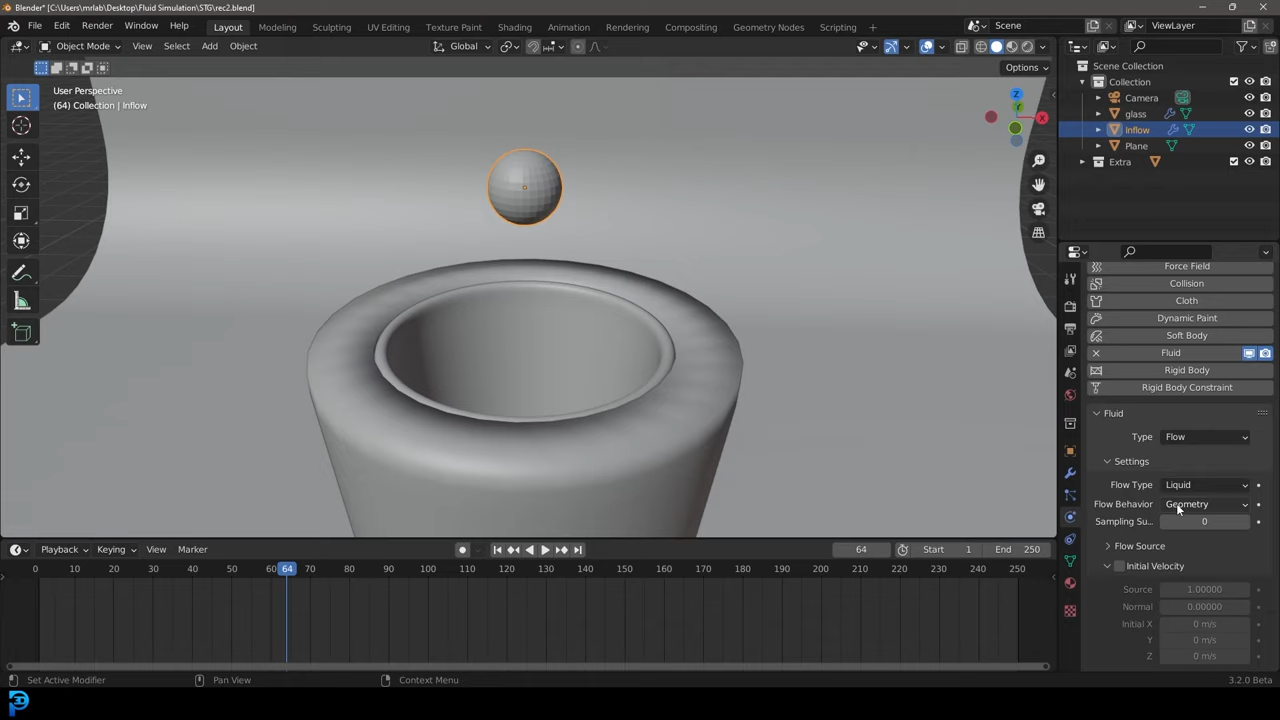 Blender* [C:\Users\mrlab\Desktop\Fluid Simulation\STG\rec2.blend]
File Edit Render Window Help Layout Modeling Sculpting UV Editing Texture Paint Shading Animation Rendering Compositing Geometry Nodes Scripting Scene ViewLayer
Object Mode View Select Add Object Global
Options
User Perspective
(64) Collection | Inflow
Z
Y
X
Scene Collection
Collection
Camera
glass
Inflow
Plane
Extra
Force Field
Collision
Cloth
Dynamic Paint
Soft Body
Fluid
Rigid Body
Rigid Body Constraint
Fluid
Type Flow
Settings
Flow Type Liquid
Flow Behavior Geometry
Sampling Su... 0
Flow Source
Initial Velocity
Source 1.00000
Normal 0.00000
Initial X 0 m/s
Y 0 m/s
Z 0 m/s
Playback Keying View Marker 64 Start 1 End 250
0 10 20 30 40 50 60 64 70 80 90 100 110 120 130 140 150 160 170 180 190 200 210 220 230 240 250
Set Active Modifier Pan View Context Menu 3.2.0 Beta